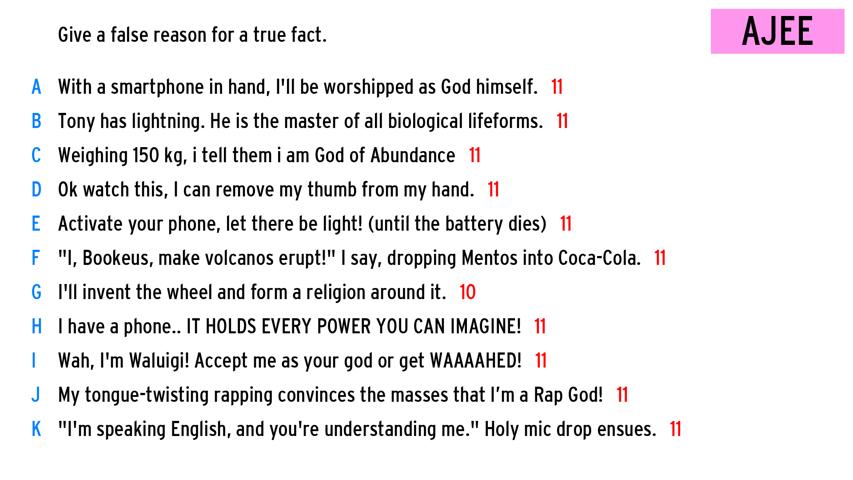 Give a false reason for a true fact.
AJEE
A With a smartphone in hand, I'll be worshipped as God himself. 11
B Tony has lightning. He is the master of all biological lifeforms. 11
C Weighing 150 kg, i tell them i am God of Abundance 11
D Ok watch this, I can remove my thumb from my hand. 11
E Activate your phone, let there be light! (until the battery dies) 11
F "I, Bookeus, make volcanos erupt!" I say, dropping Mentos into Coca-Cola. 11
G I'll invent the wheel and form a religion around it. 10
H I have a phone.. IT HOLDS EVERY POWER YOU CAN IMAGINE! 11
I Wah, I'm Waluigi! Accept me as your god or get WAAAAHED! 11
J My tongue-twisting rapping convinces the masses that I’m a Rap God! 11
K "I'm speaking English, and you're understanding me." Holy mic drop ensues. 11